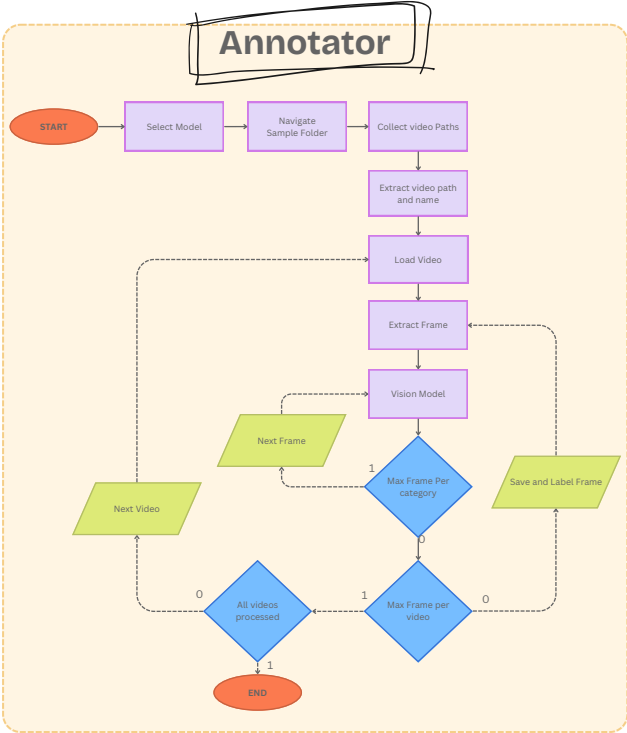 Annotator
START
Select Model
Navigate
Sample Folder
Collect video Paths
Extract video path
and name
Load Video
Extract Frame
Vision Model
Next Frame
1
Max Frame Per
category
Save and Label Frame
Next Video
0
0
All videos
processed
1
Max Frame per
video
0
1
END